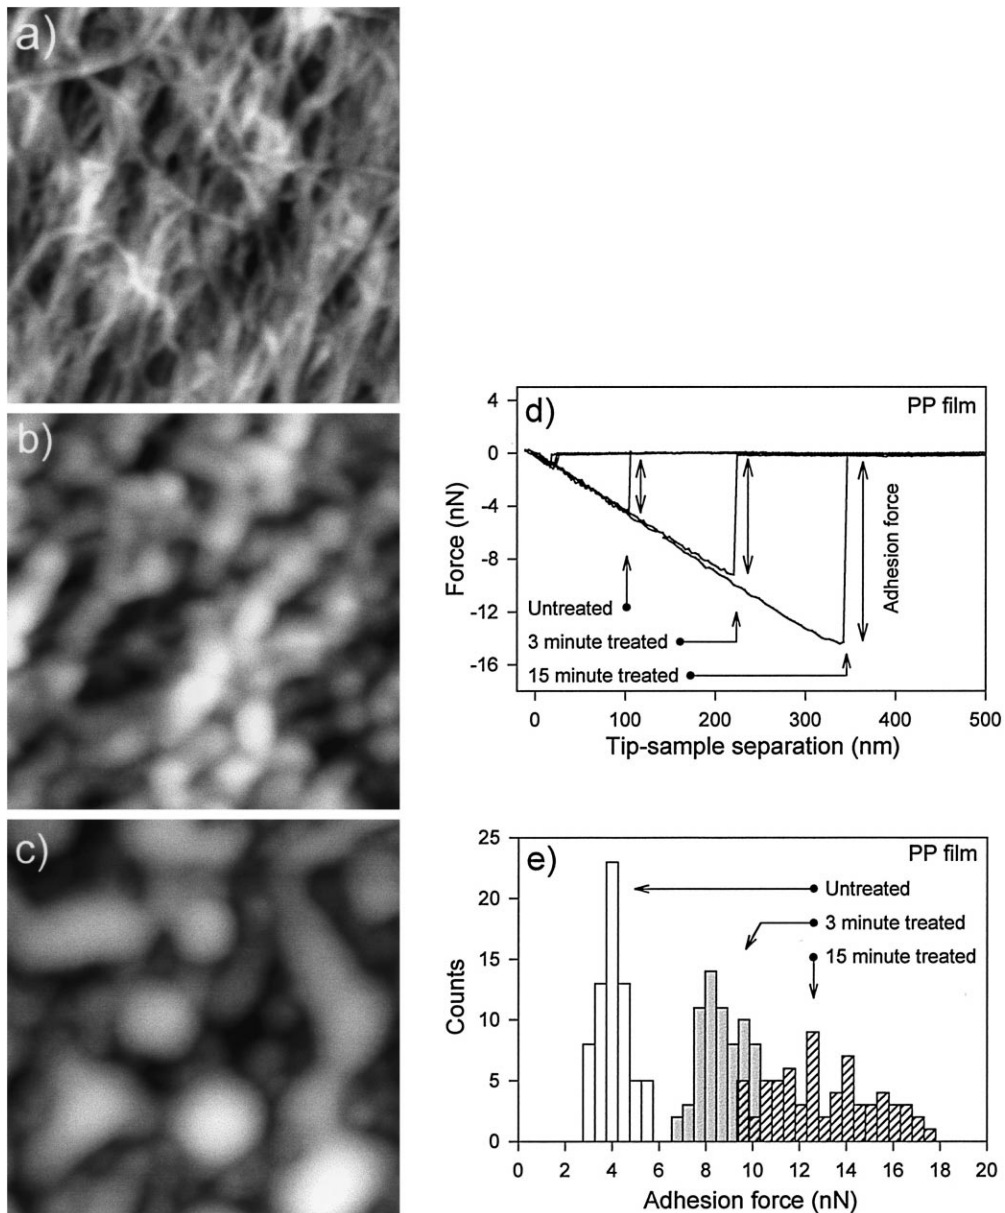 a)
b)
c)
d)
PP film
4
0
-4
-8
-12
-16
Force (nN)
Untreated
3 minute treated
15 minute treated
Adhesion force
0 100 200 300 400 500
Tip-sample separation (nm)
e)
PP film
25
20
15
10
5
0
Counts
Untreated
3 minute treated
15 minute treated
0 2 4 6 8 10 12 14 16 18 20
Adhesion force (nN)